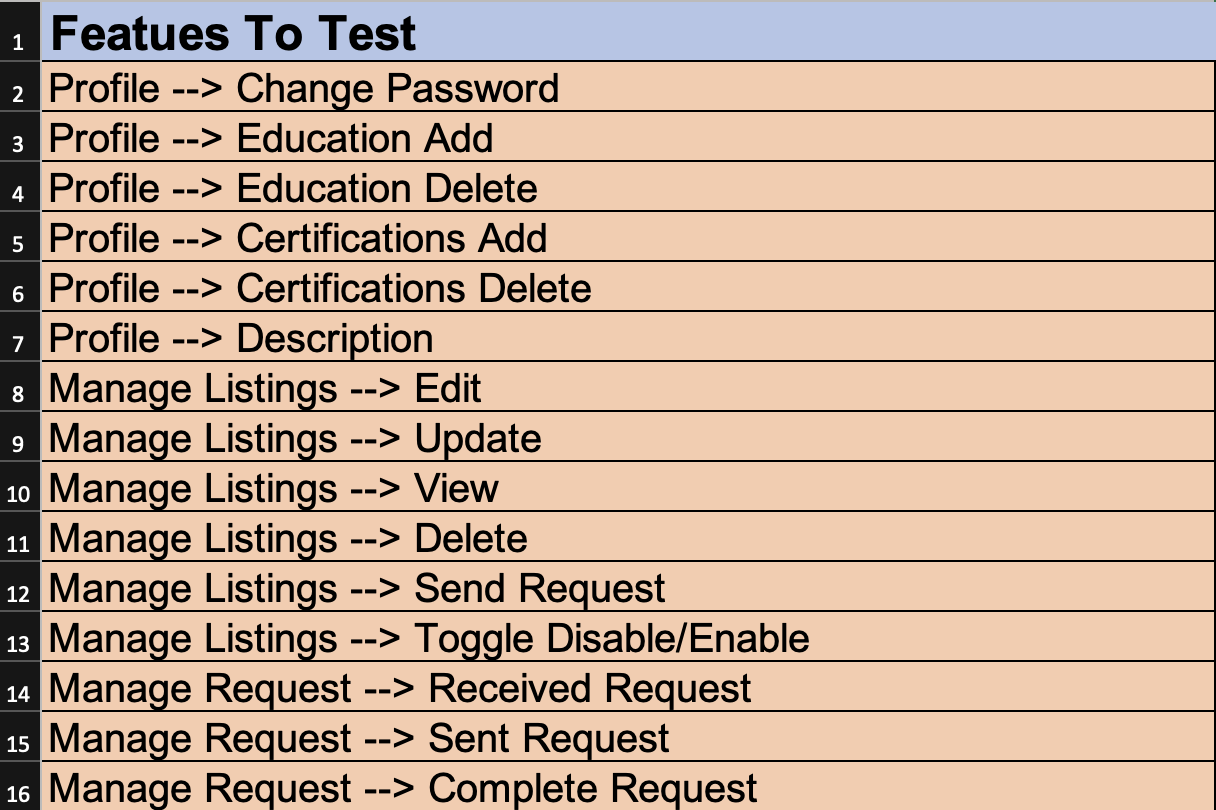 1 Featues To Test
2 Profile --> Change Password
3 Profile --> Education Add
4 Profile --> Education Delete
5 Profile --> Certifications Add
6 Profile --> Certifications Delete
7 Profile --> Description
8 Manage Listings --> Edit
9 Manage Listings --> Update
10 Manage Listings --> View
11 Manage Listings --> Delete
12 Manage Listings --> Send Request
13 Manage Listings --> Toggle Disable/Enable
14 Manage Request --> Received Request
15 Manage Request --> Sent Request
16 Manage Request --> Complete Request